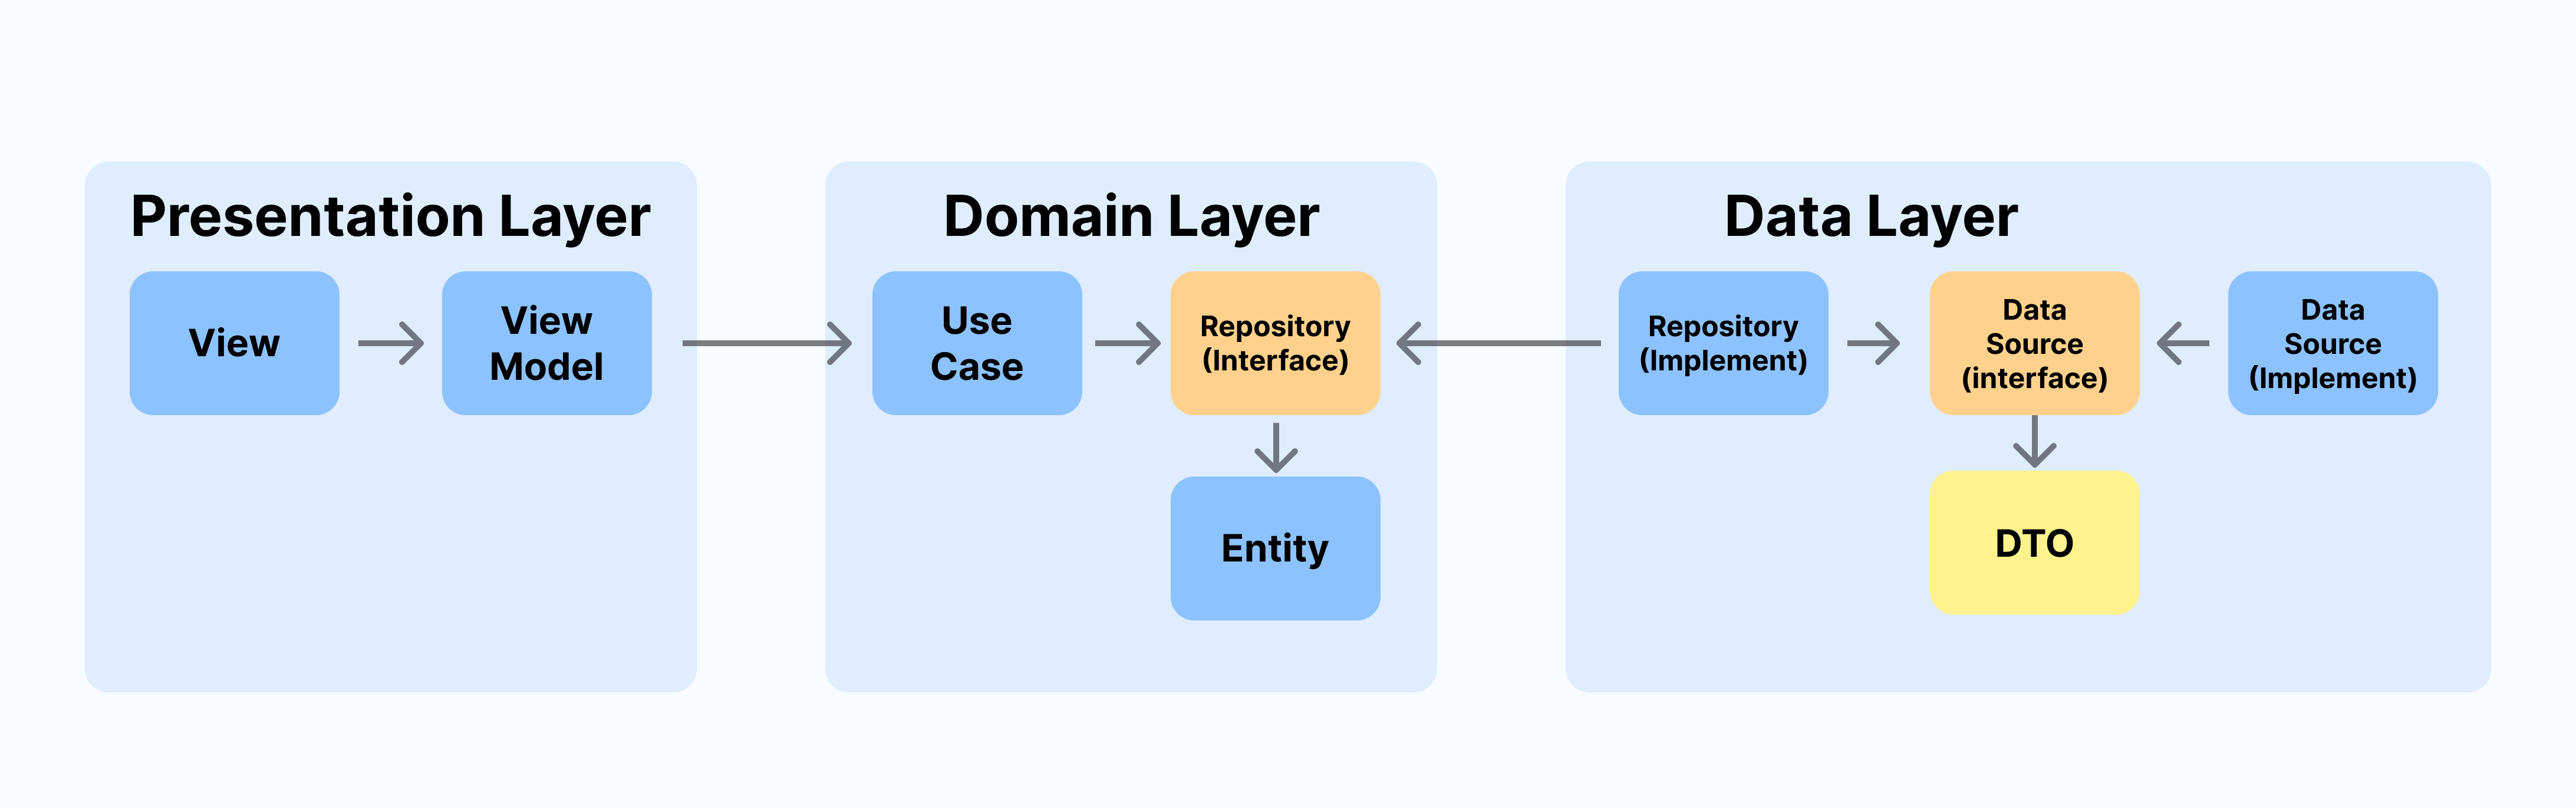 Presentation Layer
View
View
Model
Domain Layer
Use
Case
Repository
(Interface)
Entity
Data Layer
Repository
(Implement)
Data
Source
(interface)
Data
Source
(Implement)
DTO